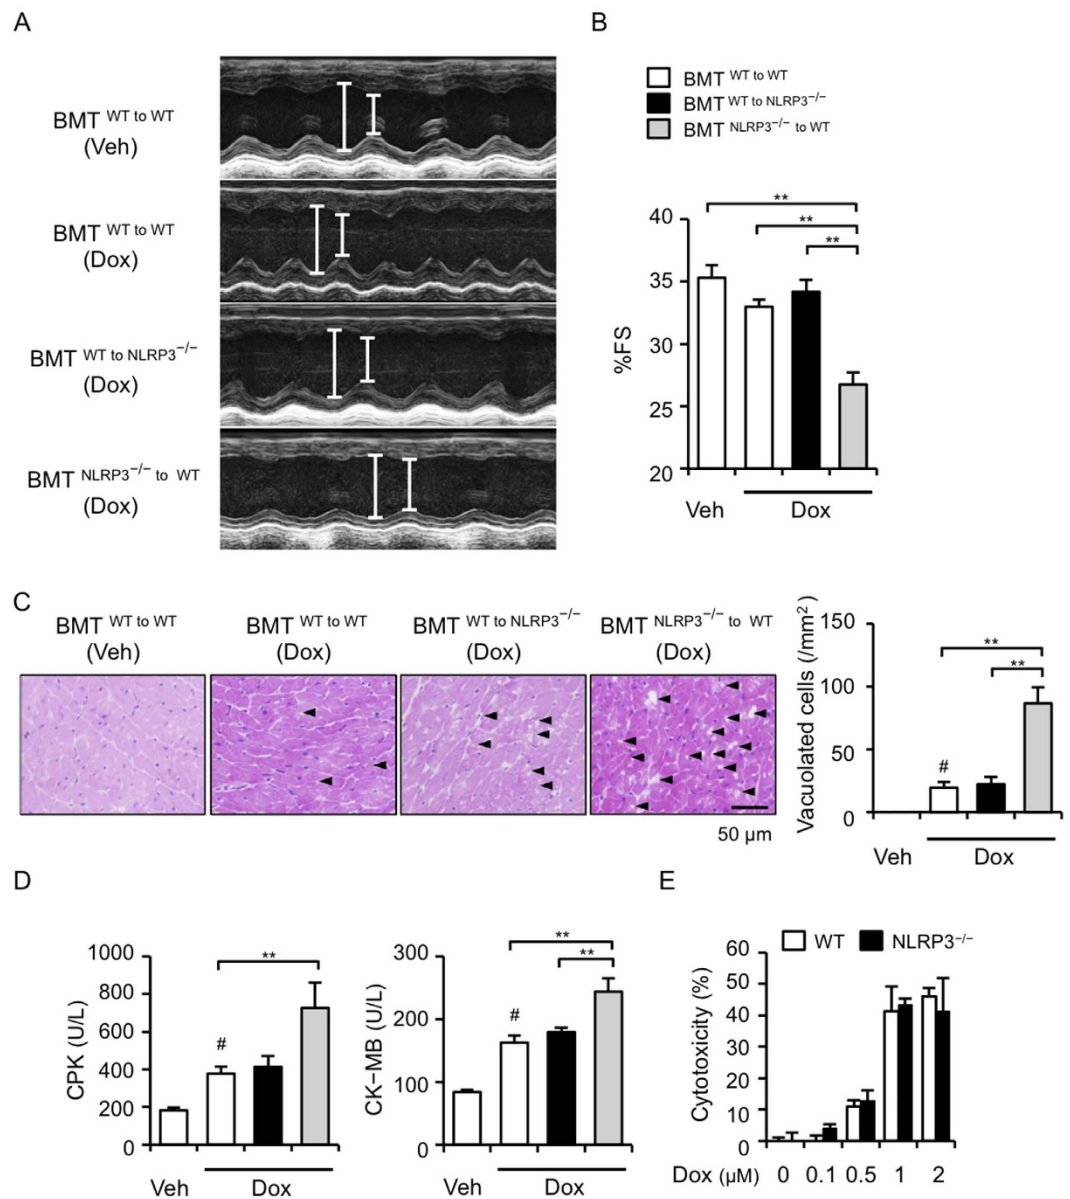 A
BMT WT to WT
(Veh)
BMT WT to WT
(Dox)
BMT WT to NLRP3−/−
(Dox)
BMT NLRP3−/− to WT
(Dox)
B
BMT WT to WT
BMT WT to NLRP3−/−
BMT NLRP3−/− to WT
%FS
40
35
30
25
20
**
**
**
Veh
Dox
C
BMT WT to WT
(Veh)
BMT WT to WT
(Dox)
BMT WT to NLRP3−/−
(Dox)
BMT NLRP3−/− to WT
(Dox)
50 µm
Vacuolated cells (/mm2)
150
100
50
0
**
**
#
Veh
Dox
D
CPK (U/L)
1000
800
600
400
200
0
**
#
Veh
Dox
CK−MB (U/L)
300
200
100
0
**
**
#
Veh
Dox
E
WT
NLRP3−/−
Cytotoxicity (%)
60
50
40
30
20
10
0
Dox (µM) 0 0.1 0.5 1 2